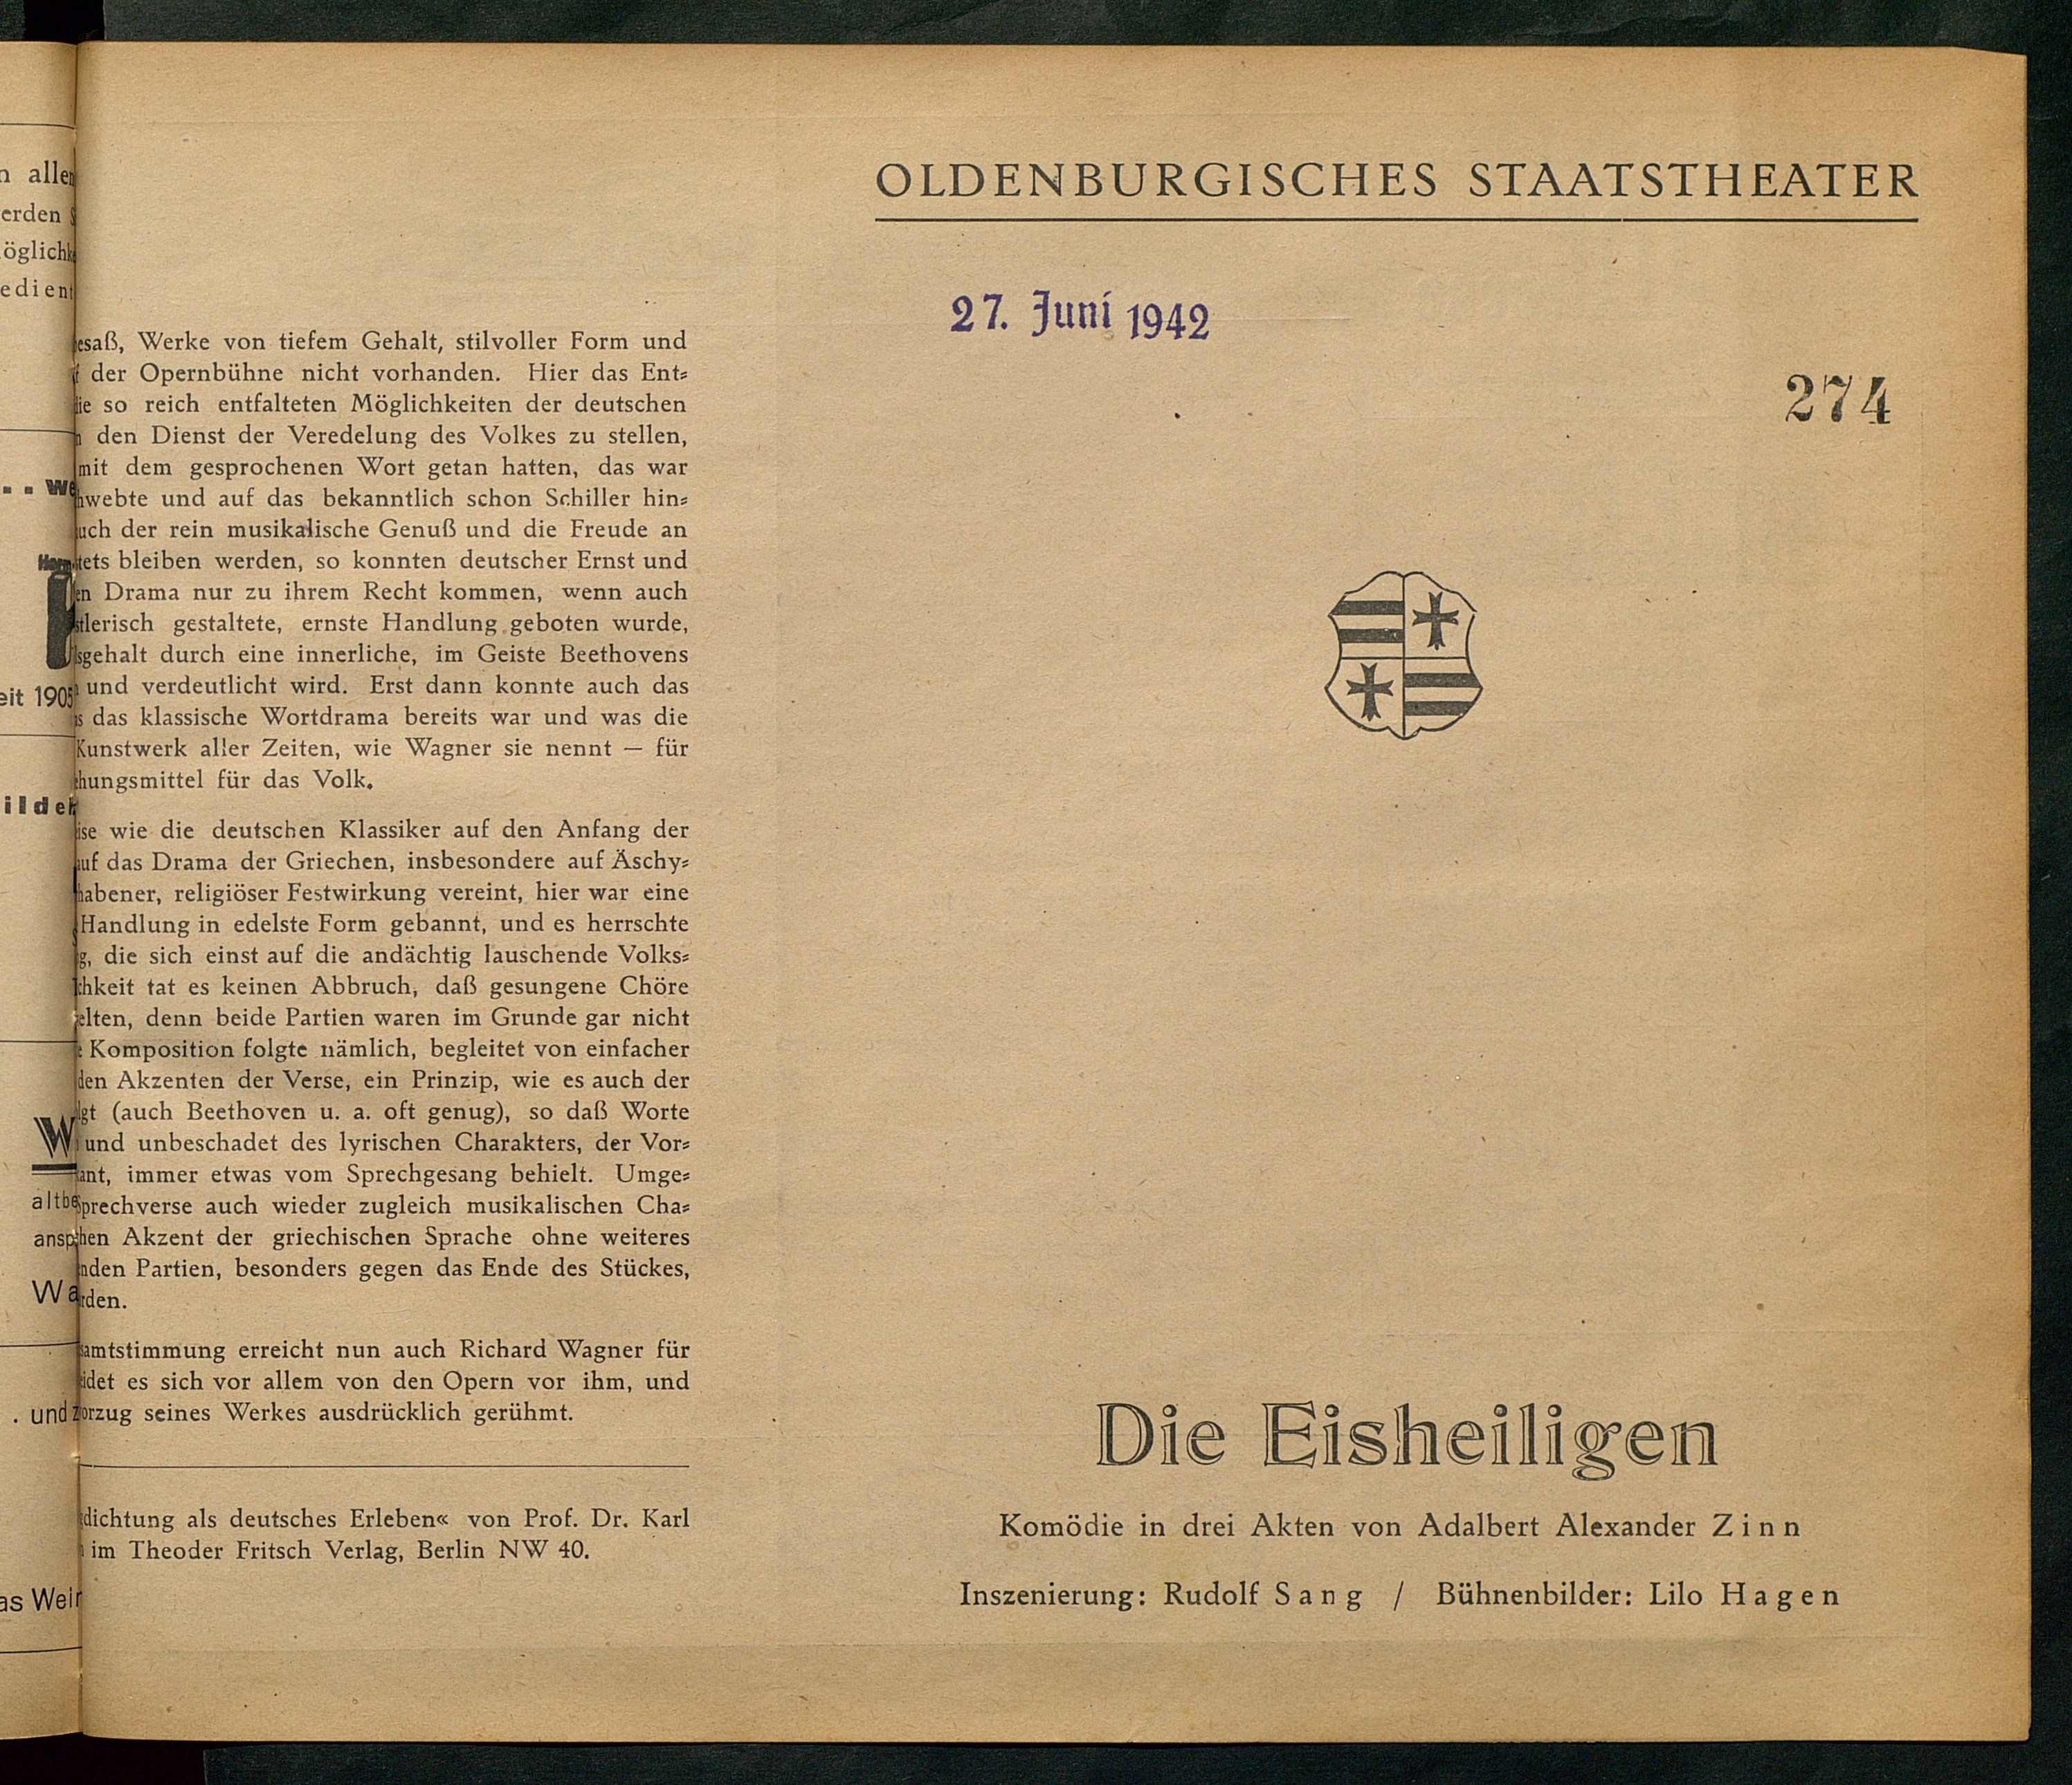 alle
erden
öglichk
edient
. . we
eit 1905
ilder
W
altbe
ansp
Wa
. und z
as Wein
esaß, Werke von tiefem Gehalt, stilvoller Form und
der Opernbühne nicht vorhanden. Hier das Ent⸗
ie so reich entfalteten Möglichkeiten der deutschen
den Dienst der Veredelung des Volkes zu stellen,
mit dem gesprochenen Wort getan hatten, das war
hwebte und auf das bekanntlich schon Schiller hin⸗
uch der rein musikalische Genuß und die Freude an
tets bleiben werden, so konnten deutscher Ernst und
en Drama nur zu ihrem Recht kommen, wenn auch
tlerisch gestaltete, ernste Handlung geboten wurde,
sgehalt durch eine innerliche, im Geiste Beethovens
und verdeutlicht wird. Erst dann konnte auch das
s das klassische Wortdrama bereits war und was die
Kunstwerk aller Zeiten, wie Wagner sie nennt — für
hungsmittel für das Volk.
ise wie die deutschen Klassiker auf den Anfang der
uf das Drama der Griechen, insbesondere auf Äschy⸗
habener, religiöser Festwirkung vereint, hier war eine
Handlung in edelste Form gebannt, und es herrschte
g, die sich einst auf die andächtig lauschende Volks⸗
chkeit tat es keinen Abbruch, daß gesungene Chöre
elten, denn beide Partien waren im Grunde gar nicht
Komposition folgte nämlich, begleitet von einfacher
den Akzenten der Verse, ein Prinzip, wie es auch der
lgt (auch Beethoven u. a. oft genug), so daß Worte
und unbeschadet des lyrischen Charakters, der Vor⸗
ant, immer etwas vom Sprechgesang behielt. Umge⸗
prechverse auch wieder zugleich musikalischen Cha⸗
hen Akzent der griechischen Sprache ohne weiteres
nden Partien, besonders gegen das Ende des Stückes,
rden.
samtstimmung erreicht nun auch Richard Wagner für
idet es sich vor allem von den Opern vor ihm, und
orzug seines Werkes ausdrücklich gerühmt.
dichtung als deutsches Erleben« von Prof. Dr. Karl
im Theoder Fritsch Verlag, Berlin NW 40.
OLDENBURGISCHES STAATSTHEATER
27. Juni 1942
274
Die Eisheiligen
Komödie in drei Akten von Adalbert Alexander Zinn
Inszenierung: Rudolf Sang / Bühnenbilder: Lilo Hagen